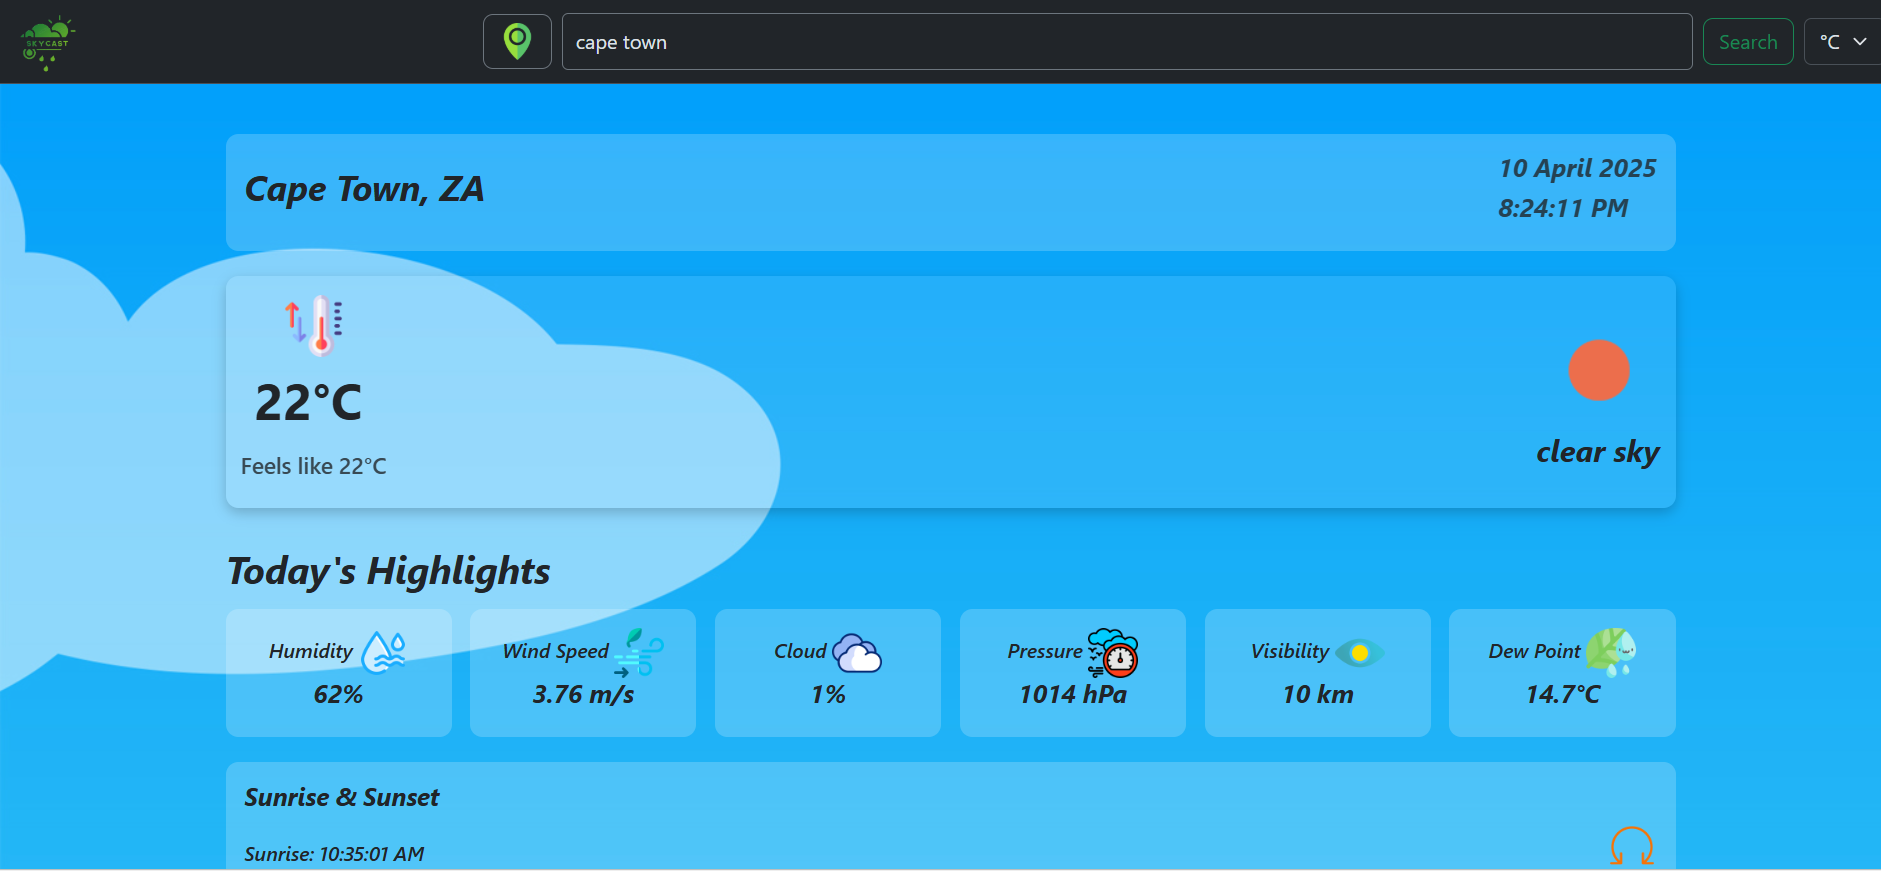 SKYCAST
cape town
Search
°C
Cape Town, ZA
10 April 2025
8:24:11 PM
22°C
Feels like 22°C
clear sky
Today's Highlights
Humidity
62%
Wind Speed
3.76 m/s
Cloud
1%
Pressure
1014 hPa
Visibility
10 km
Dew Point
14.7°C
Sunrise & Sunset
Sunrise: 10:35:01 AM